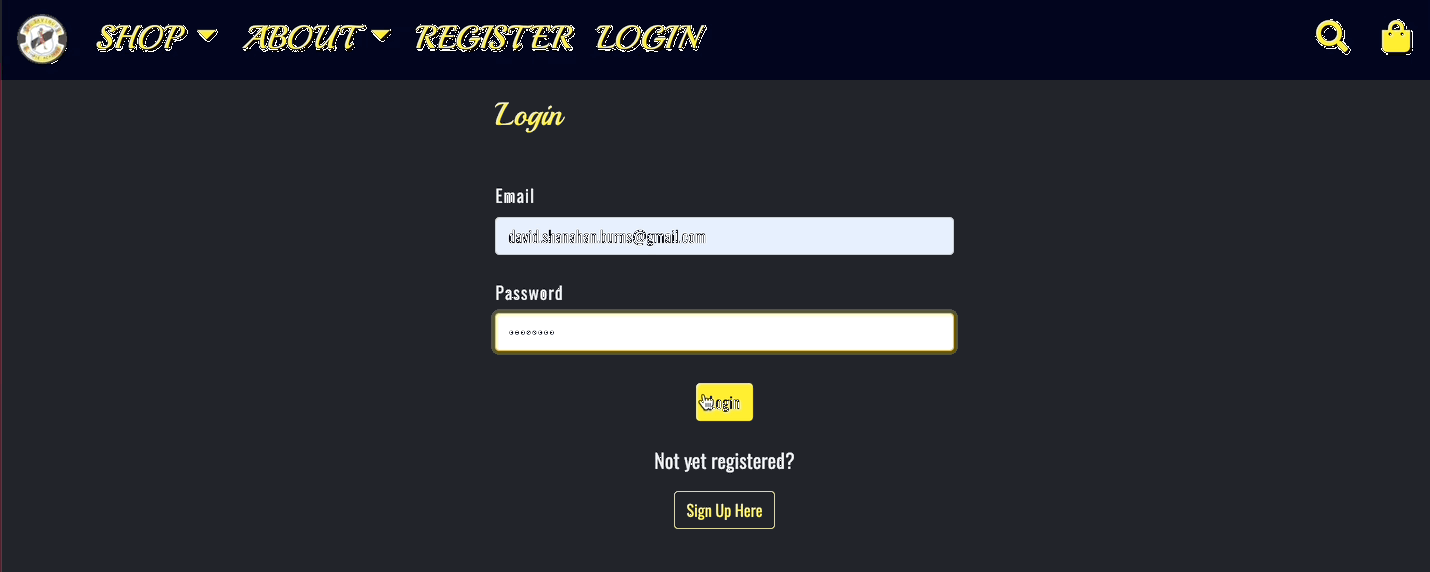 SHOP ABOUT REGISTER LOGIN
Login
Email
david.shanahan.burns@gmail.com
Password
Login
Not yet registered?
Sign Up Here